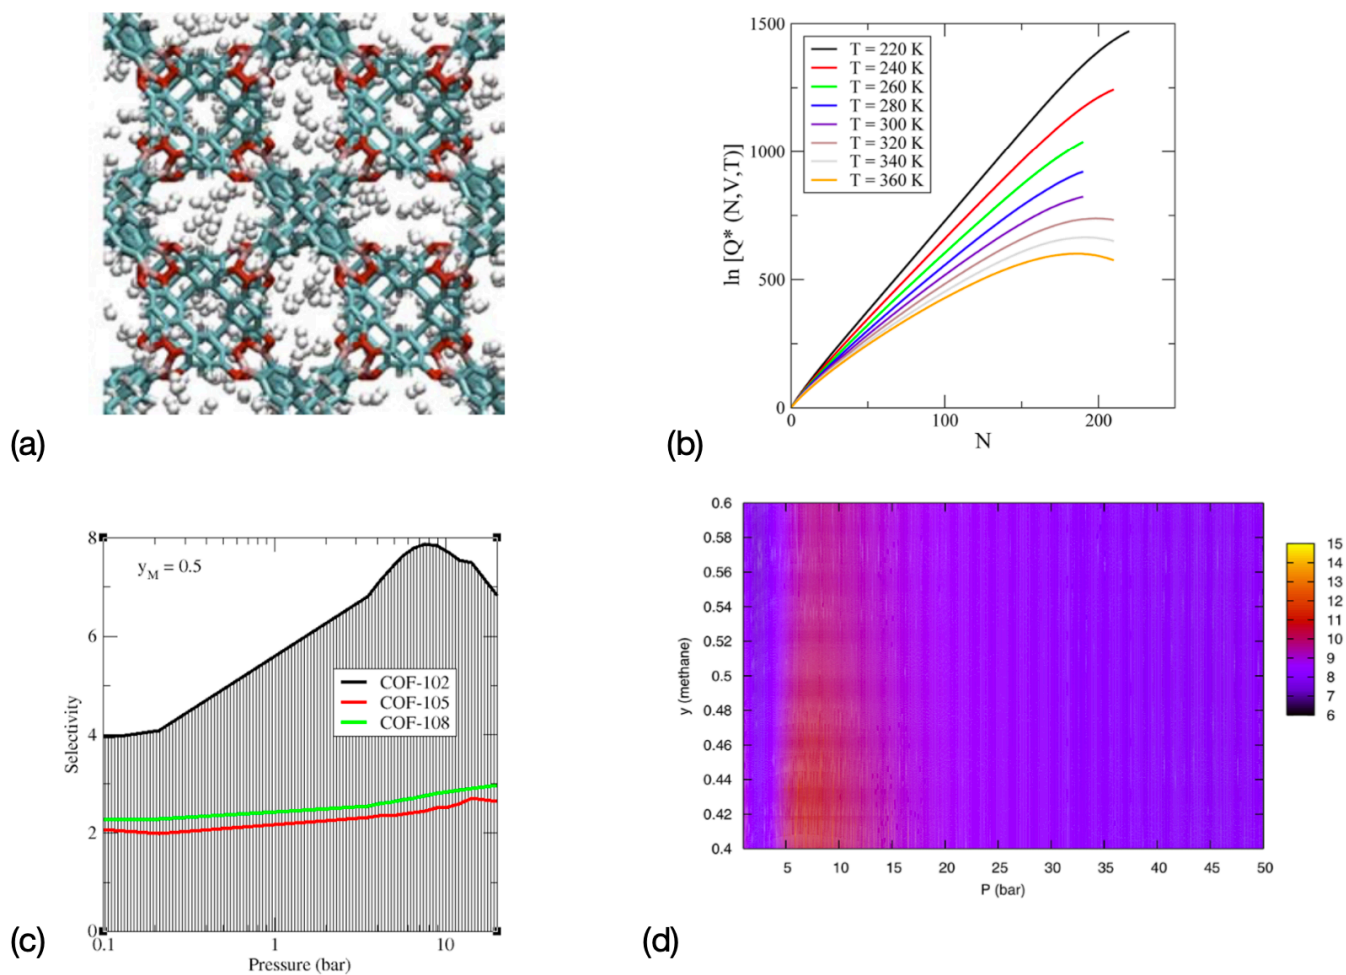 (a)
1500
1000
500
0
ln [Q* (N,V,T)]
T = 220 K
T = 240 K
T = 260 K
T = 280 K
T = 300 K
T = 320 K
T = 340 K
T = 360 K
0 100 200
N
(b)
8
6
4
2
0
Selectivity
yM = 0.5
COF-102
COF-105
COF-108
0.1 1 10
Pressure (bar)
(c)
0.6
0.58
0.56
0.54
0.52
0.5
0.48
0.46
0.44
0.42
0.4
y (methane)
5 10 15 20 25 30 35 40 45 50
P (bar)
15
14
13
12
11
10
9
8
7
6
(d)